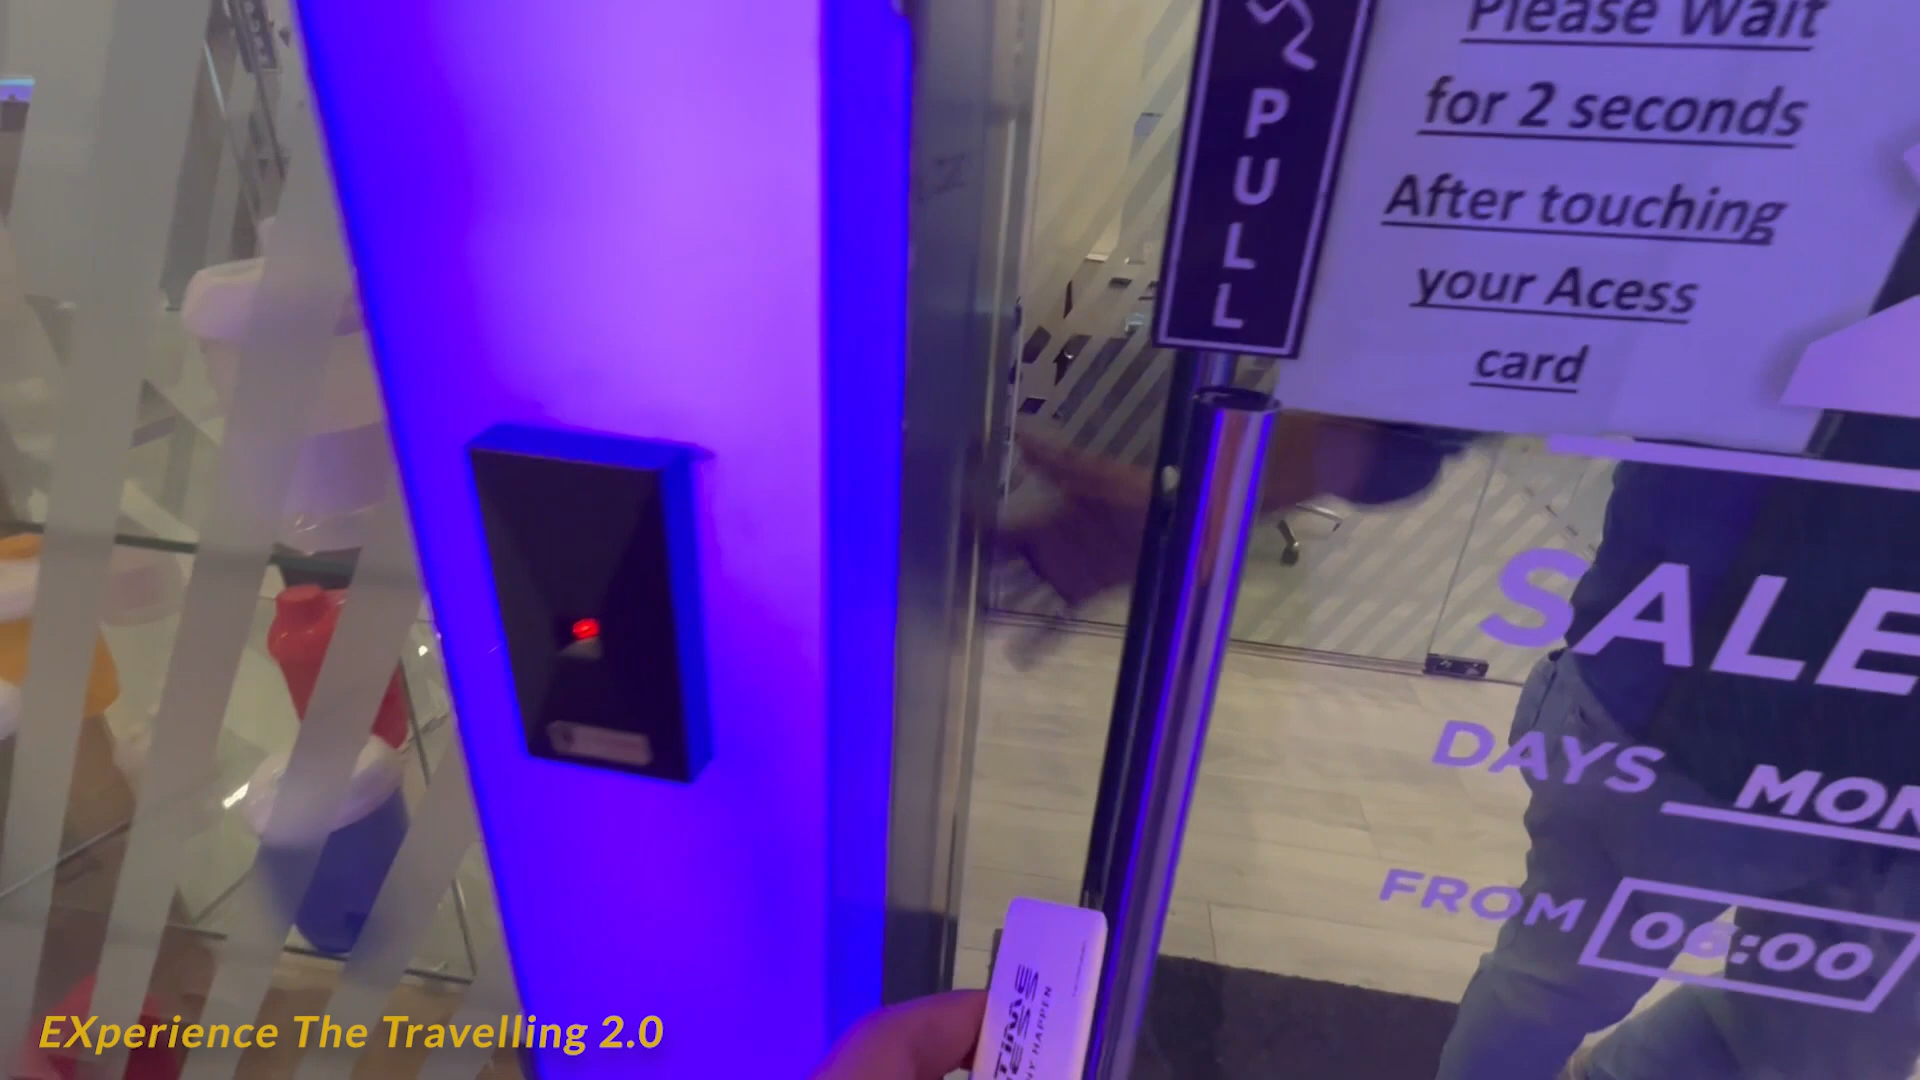 Please Wait
for 2 seconds
After touching
your Acess
card
PULL
SALE
DAYS MON
FROM 06:00
EXperience The Travelling 2.0